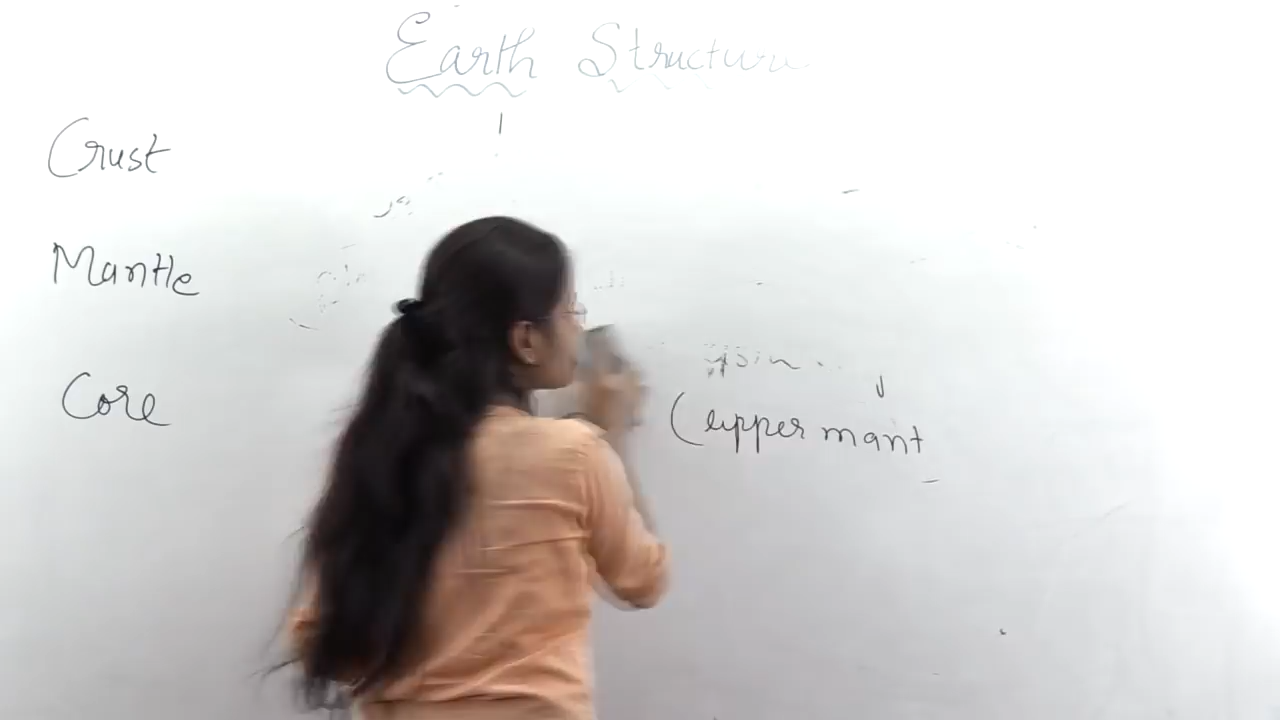 Earth Structure
Crust
Mantle
Core
(upper mant